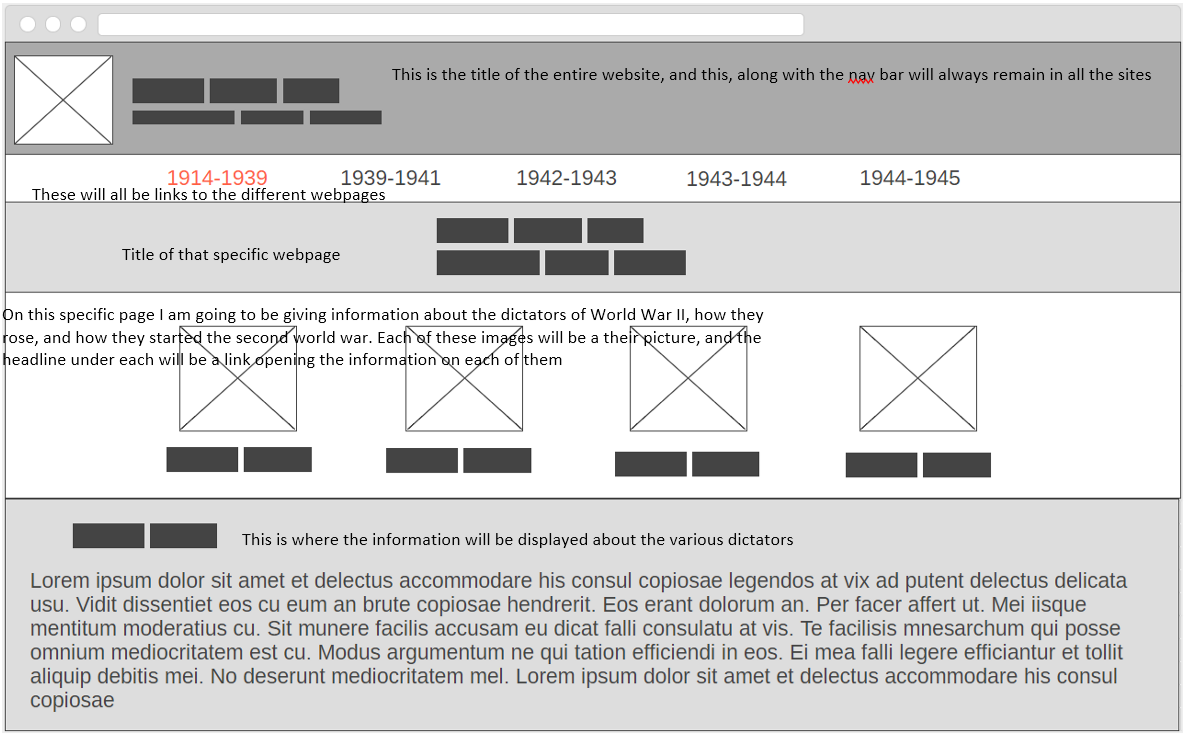 This is the title of the entire website, and this, along with the nav bar will always remain in all the sites
1914-1939 1939-1941 1942-1943 1943-1944 1944-1945
These will all be links to the different webpages
Title of that specific webpage
On this specific page I am going to be giving information about the dictators of World War II, how they
rose, and how they started the second world war. Each of these images will be a their picture, and the
headline under each will be a link opening the information on each of them
This is where the information will be displayed about the various dictators
Lorem ipsum dolor sit amet et delectus accommodare his consul copiosae legendos at vix ad putent delectus delicata
usu. Vidit dissentiet eos cu eum an brute copiosae hendrerit. Eos erant dolorum an. Per facer affert ut. Mei iisque
mentitum moderatius cu. Sit munere facilis accusam eu dicat falli consulatu at vis. Te facilisis mnesarchum qui posse
omnium mediocritatem est cu. Modus argumentum ne qui tation efficiendi in eos. Ei mea falli legere efficiantur et tollit
aliquip debitis mei. No deserunt mediocritatem mel. Lorem ipsum dolor sit amet et delectus accommodare his consul
copiosae